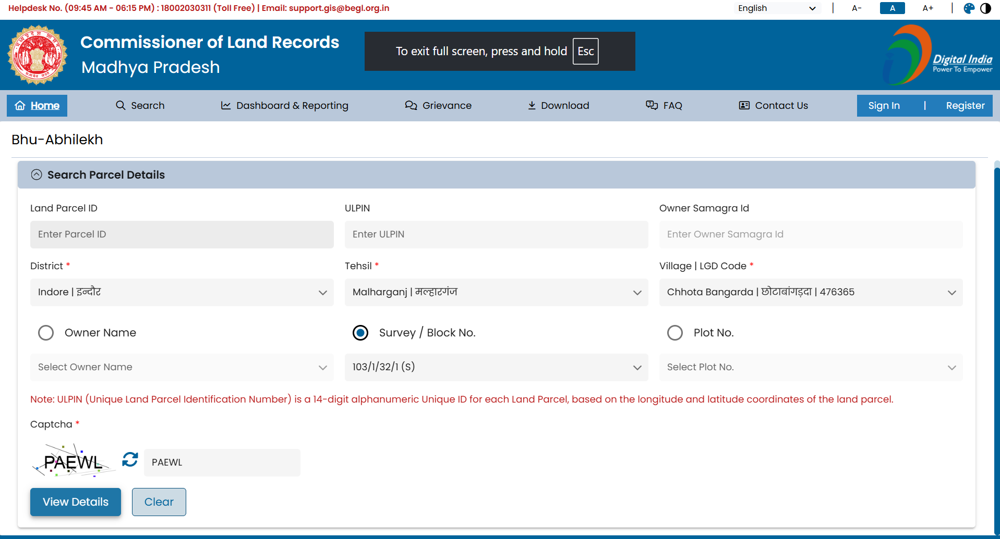 Helpdesk No. (09:45 AM - 06:15 PM) : 18002030311 (Toll Free) | Email: support.gis@begl.org.in
English
A-
A
A+
Commissioner of Land Records
Madhya Pradesh
To exit full screen, press and hold Esc
Digital India
Power To Empower
Home
Search
Dashboard & Reporting
Grievance
Download
FAQ
Contact Us
Sign In | Register
Bhu-Abhilekh
Search Parcel Details
Land Parcel ID
ULPIN
Owner Samagra Id
Enter Parcel ID
Enter ULPIN
Enter Owner Samagra Id
District *
Tehsil *
Village | LGD Code *
Indore | इन्दौर
Malharganj | मल्हारगंज
Chhota Bangarda | छोटाबांगड़दा | 476365
Owner Name
Survey / Block No.
Plot No.
Select Owner Name
103/1/32/1 (S)
Select Plot No.
Note: ULPIN (Unique Land Parcel Identification Number) is a 14-digit alphanumeric Unique ID for each Land Parcel, based on the longitude and latitude coordinates of the land parcel.
Captcha *
PAEWL
PAEWL
View Details
Clear